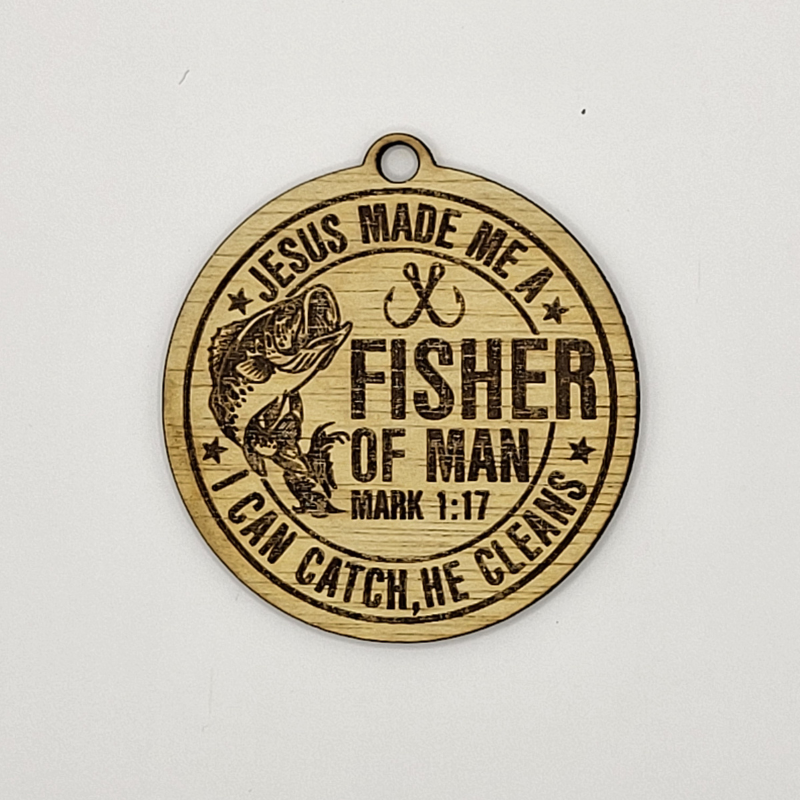 JESUS MADE ME A
FISHER
OF MAN
MARK 1:17
I CAN CATCH, HE CLEANS